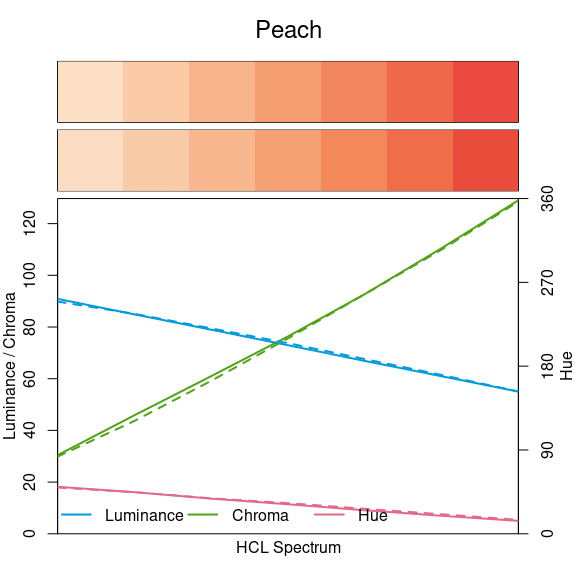 Peach
Luminance / Chroma
0
20
40
60
80
100
120
Hue
0
90
180
270
360
Luminance
Chroma
Hue
HCL Spectrum